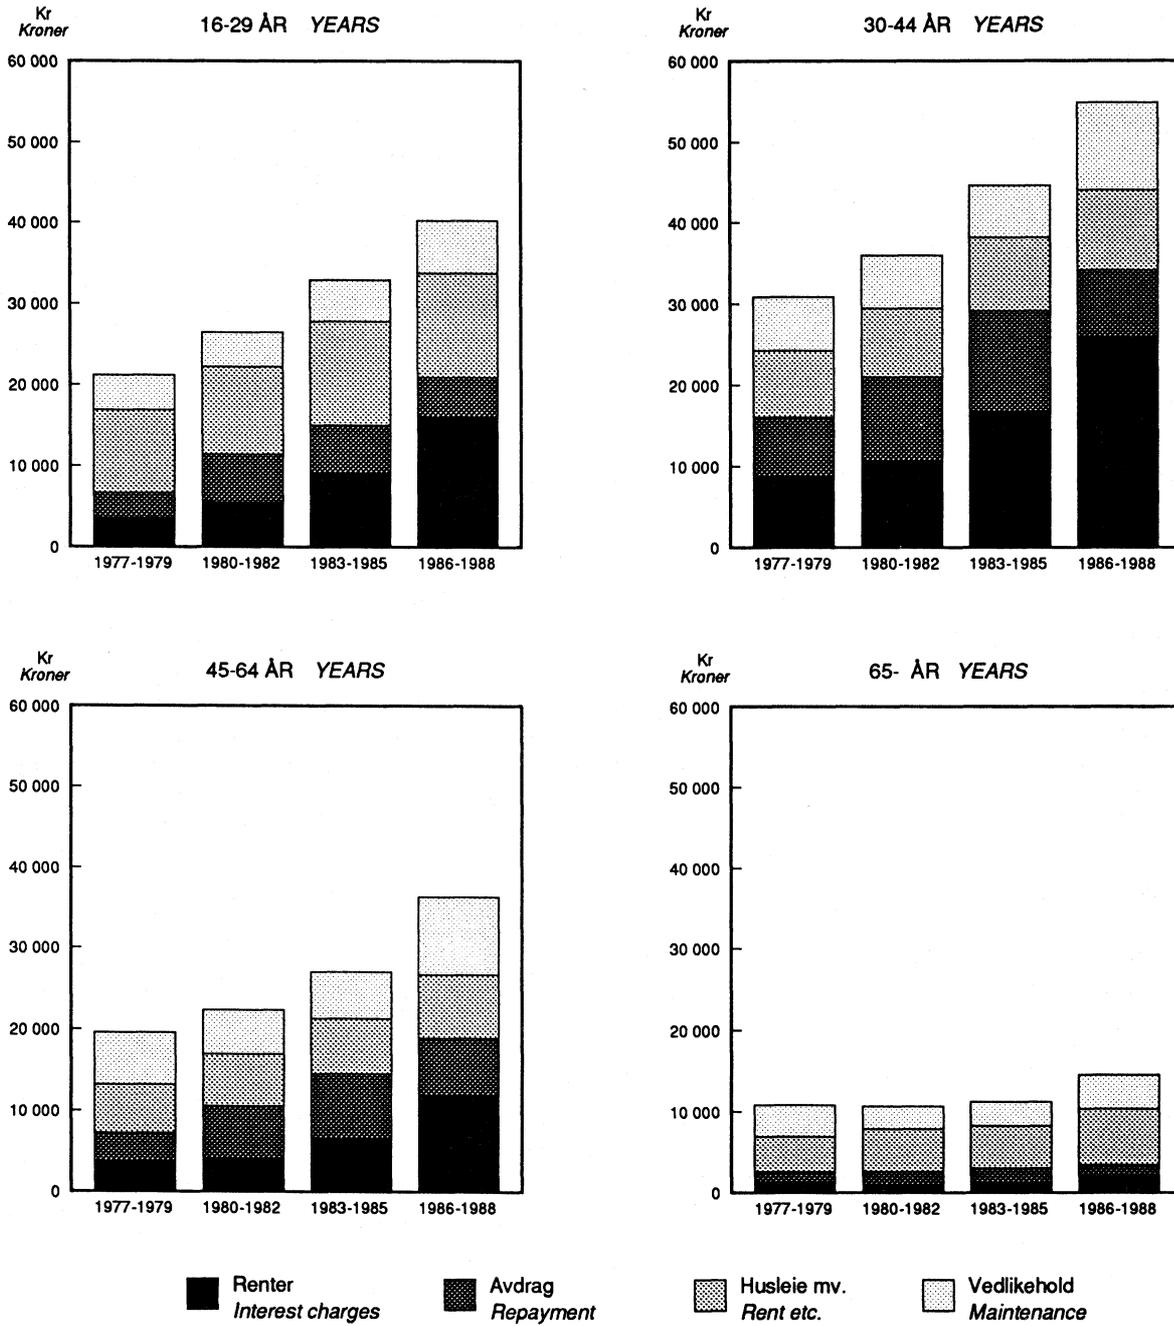 Kr
Kroner
16-29 ÅR YEARS
60 000
50 000
40 000
30 000
20 000
10 000
0
1977-1979 1980-1982 1983-1985 1986-1988
Kr
Kroner
30-44 ÅR YEARS
60 000
50 000
40 000
30 000
20 000
10 000
0
1977-1979 1980-1982 1983-1985 1986-1988
Kr
Kroner
45-64 ÅR YEARS
60 000
50 000
40 000
30 000
20 000
10 000
0
1977-1979 1980-1982 1983-1985 1986-1988
Kr
Kroner
65- ÅR YEARS
60 000
50 000
40 000
30 000
20 000
10 000
0
1977-1979 1980-1982 1983-1985 1986-1988
Renter
Interest charges
Avdrag
Repayment
Husleie mv.
Rent etc.
Vedlikehold
Maintenance